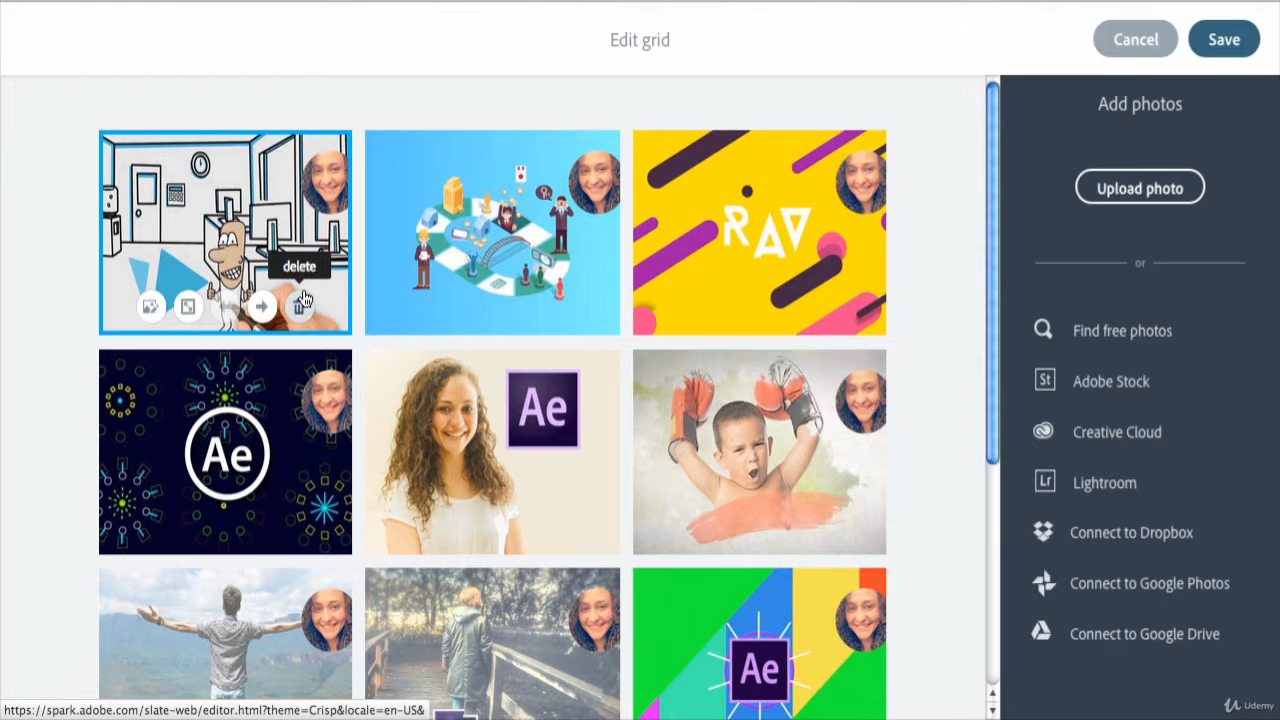 Edit grid
Cancel
Save
Add photos
Upload photo
or
Find free photos
St Adobe Stock
Creative Cloud
Lr Lightroom
Connect to Dropbox
Connect to Google Photos
Connect to Google Drive
delete
RAV
Ae
Ae
Ae
https://spark.adobe.com/slate-web/editor.html?theme=Crisp&locale=en-US&
Udemy